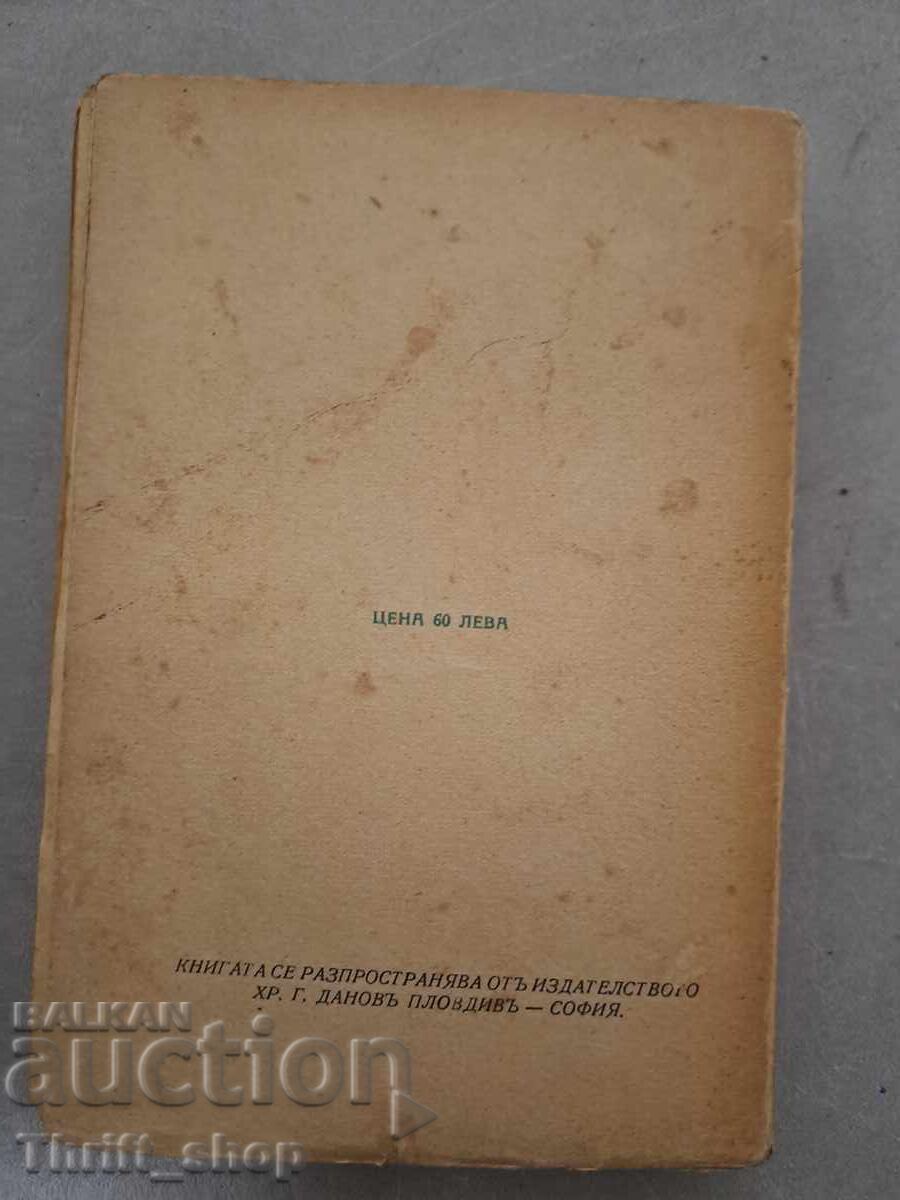 ЦЕНА 60 ЛЕВА
КНИГАТА СЕ РАЗПРОСТРАНЯВА ОТЪ ИЗДАТЕЛСТВОТО
ХР. Г. ДАНОВЪ ПЛОВДИВЪ — СОФИЯ.
BALKAN
auction
Thrift_shop